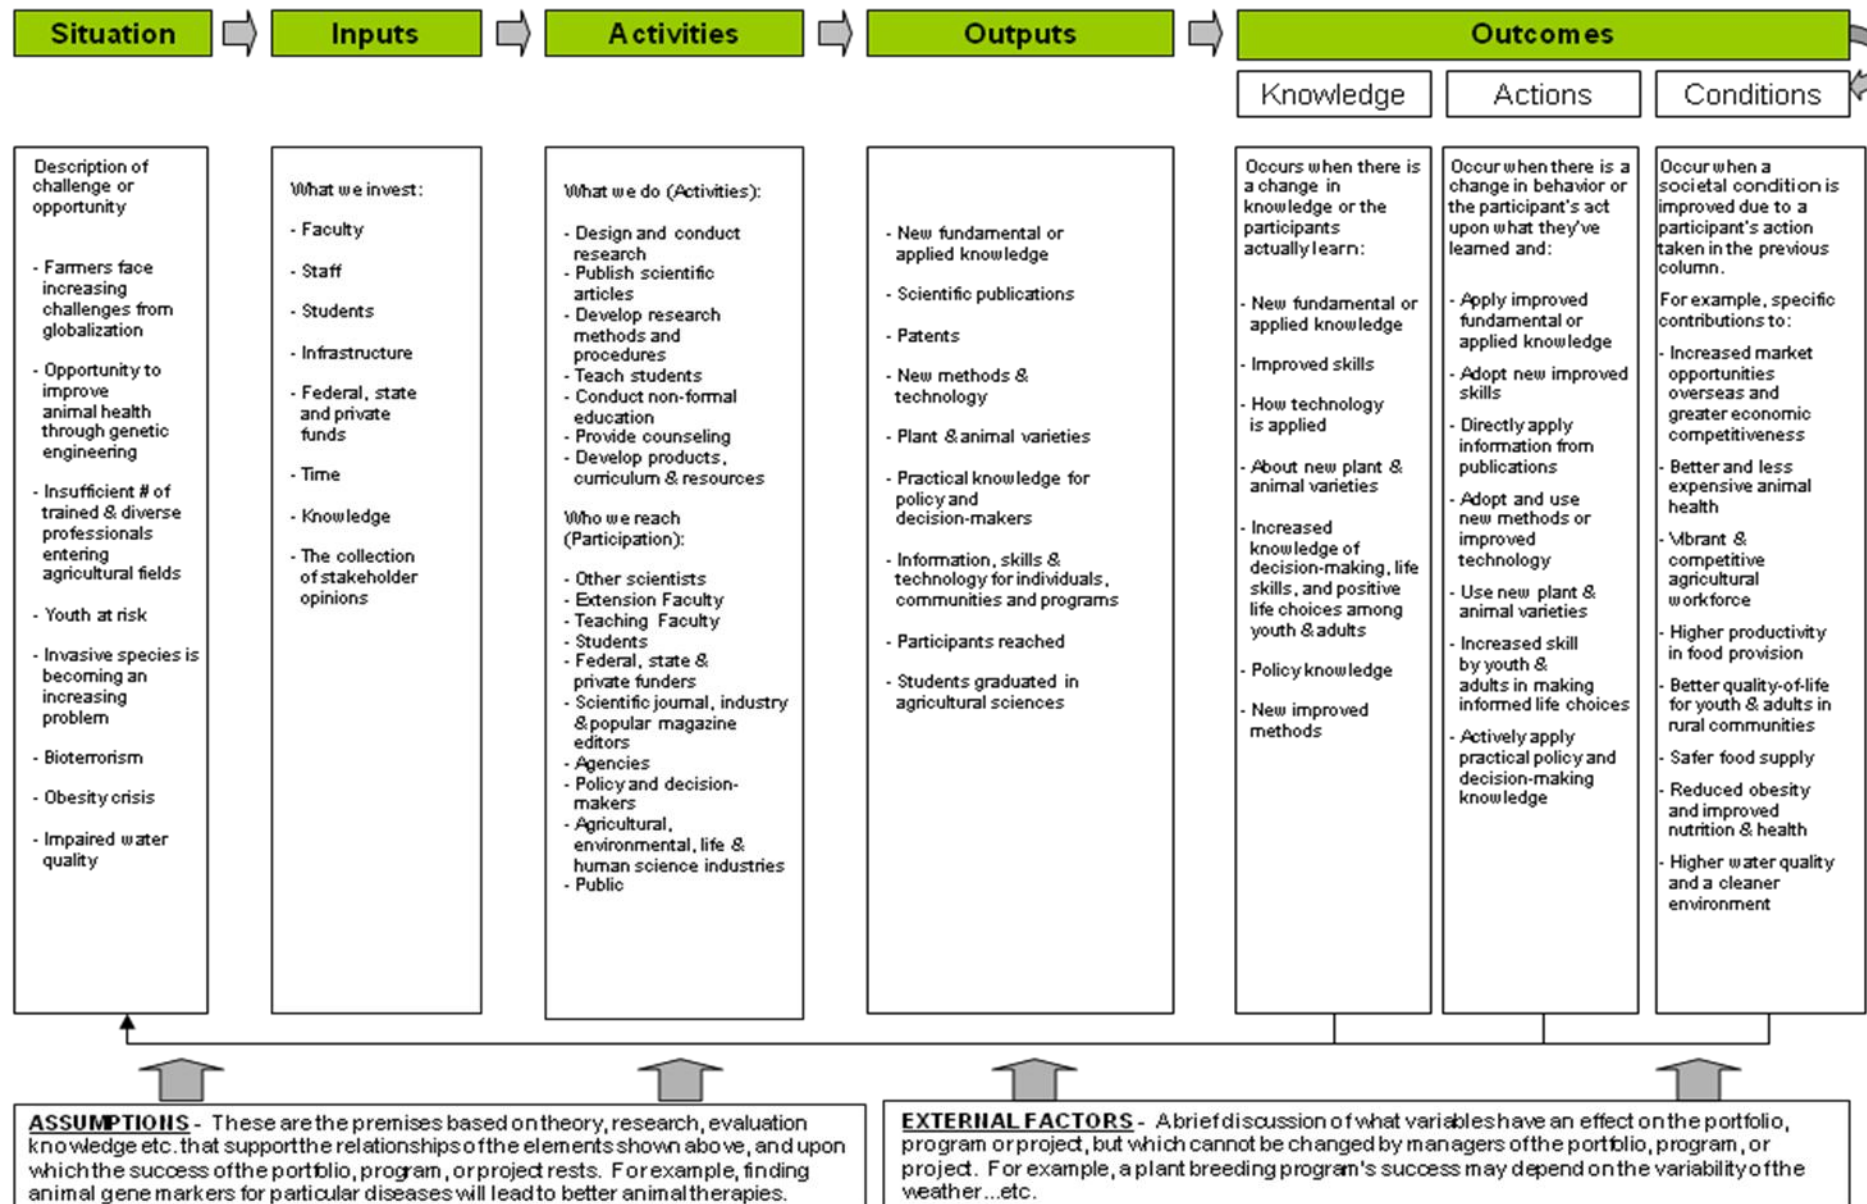 Situation
Inputs
Activities
Outputs
Outcomes
Knowledge
Actions
Conditions
Description of
challenge or
opportunity
- Farmers face
increasing
challenges from
globalization
- Opportunity to
improve
animal health
through genetic
engineering
- Insufficient # of
trained & diverse
professionals
entering
agricultural fields
- Youth at risk
- Invasive species is
becoming an
increasing
problem
- Bioterrorism
- Obesity crisis
- Impaired water
quality
What we invest:
- Faculty
- Staff
- Students
- Infrastructure
- Federal, state
and private
funds
- Time
- Knowledge
- The collection
of stakeholder
opinions
What we do (Activities):
- Design and conduct
research
- Publish scientific
articles
- Develop research
methods and
procedures
- Teach students
- Conduct non-formal
education
- Provide counseling
- Develop products,
curriculum & resources
Who we reach
(Participation):
- Other scientists
- Extension Faculty
- Teaching Faculty
- Students
- Federal, state &
private funders
- Scientific journal, industry
& popular magazine
editors
- Agencies
- Policy and decision-
makers
- Agricultural,
environmental, life &
human science industries
- Public
- New fundamental or
applied knowledge
- Scientific publications
- Patents
- New methods &
technology
- Plant & animal varieties
- Practical knowledge for
policy and
decision-makers
- Information, skills &
technology for individuals,
communities and programs
- Participants reached
- Students graduated in
agricultural sciences
Occurs when there is
a change in
knowledge or the
participants
actually learn:
- New fundamental or
applied knowledge
- Improved skills
- How technology
is applied
- About new plant &
animal varieties
- Increased
knowledge of
decision-making, life
skills, and positive
life choices among
youth & adults
- Policy knowledge
- New improved
methods
Occur when there is a
change in behavior or
the participant's act
upon what they've
learned and:
- Apply improved
fundamental or
applied knowledge
- Adopt new improved
skills
- Directly apply
information from
publications
- Adopt and use
new methods or
improved
technology
- Use new plant &
animal varieties
- Increased skill
by youth &
adults in making
informed life choices
- Actively apply
practical policy and
decision-making
knowledge
Occur when a
societal condition is
improved due to a
participant's action
taken in the previous
column.
For example, specific
contributions to:
- Increased market
opportunities
overseas and
greater economic
competitiveness
- Better and less
expensive animal
health
- Vibrant &
competitive
agricultural
workforce
- Higher productivity
in food provision
- Better quality-of-life
for youth & adults in
rural communities
- Safer food supply
- Reduced obesity
and improved
nutrition & health
- Higher water quality
and a cleaner
environment
ASSUMPTIONS - These are the premises based on theory, research, evaluation
knowledge etc. that support the relationships of the elements shown above, and upon
which the success of the portfolio, program, or project rests. For example, finding
animal gene markers for particular diseases will lead to better animal therapies.
EXTERNAL FACTORS - A brief discussion of what variables have an effect on the portfolio,
program or project, but which cannot be changed by managers of the portfolio, program, or
project. For example, a plant breeding program's success may depend on the variability of the
weather...etc.